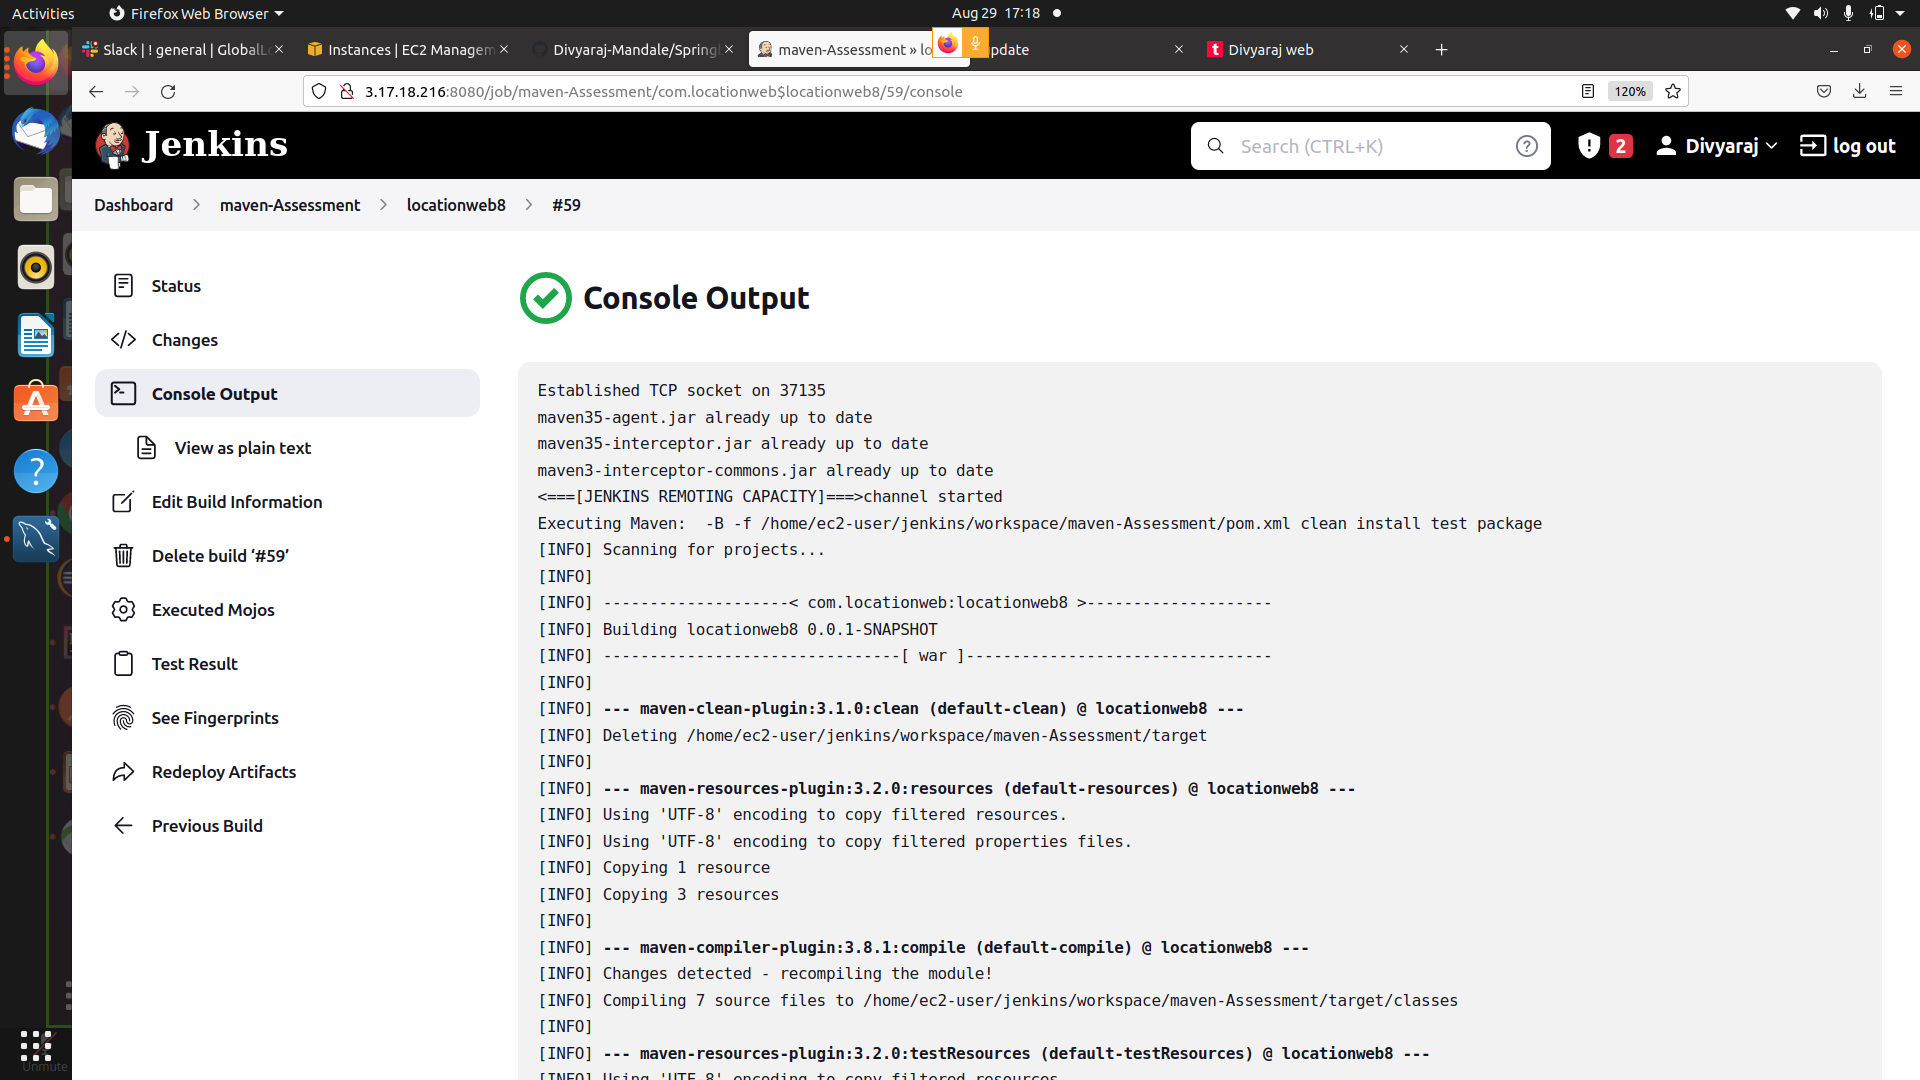 Activities
Firefox Web Browser
Aug 29 17:18
Slack | ! general | GlobalL
Instances | EC2 Managem
Divyaraj-Mandale/Spring
maven-Assessment » lo
pdate
Divyaraj web
3.17.18.216:8080/job/maven-Assessment/com.locationweb$locationweb8/59/console
120%
Jenkins
Search (CTRL+K)
2
Divyaraj
log out
Dashboard
maven-Assessment
locationweb8
#59
Status
Changes
Console Output
View as plain text
Edit Build Information
Delete build ‘#59’
Executed Mojos
Test Result
See Fingerprints
Redeploy Artifacts
Previous Build
Unmute
Console Output
Established TCP socket on 37135
maven35-agent.jar already up to date
maven35-interceptor.jar already up to date
maven3-interceptor-commons.jar already up to date
<===[JENKINS REMOTING CAPACITY]===>channel started
Executing Maven:  -B -f /home/ec2-user/jenkins/workspace/maven-Assessment/pom.xml clean install test package
[INFO] Scanning for projects...
[INFO]
[INFO] --------------------< com.locationweb:locationweb8 >--------------------
[INFO] Building locationweb8 0.0.1-SNAPSHOT
[INFO] --------------------------------[ war ]---------------------------------
[INFO]
[INFO] --- maven-clean-plugin:3.1.0:clean (default-clean) @ locationweb8 ---
[INFO] Deleting /home/ec2-user/jenkins/workspace/maven-Assessment/target
[INFO]
[INFO] --- maven-resources-plugin:3.2.0:resources (default-resources) @ locationweb8 ---
[INFO] Using 'UTF-8' encoding to copy filtered resources.
[INFO] Using 'UTF-8' encoding to copy filtered properties files.
[INFO] Copying 1 resource
[INFO] Copying 3 resources
[INFO]
[INFO] --- maven-compiler-plugin:3.8.1:compile (default-compile) @ locationweb8 ---
[INFO] Changes detected - recompiling the module!
[INFO] Compiling 7 source files to /home/ec2-user/jenkins/workspace/maven-Assessment/target/classes
[INFO]
[INFO] --- maven-resources-plugin:3.2.0:testResources (default-testResources) @ locationweb8 ---
[INFO] Using 'UTF-8' encoding to copy filtered resources.